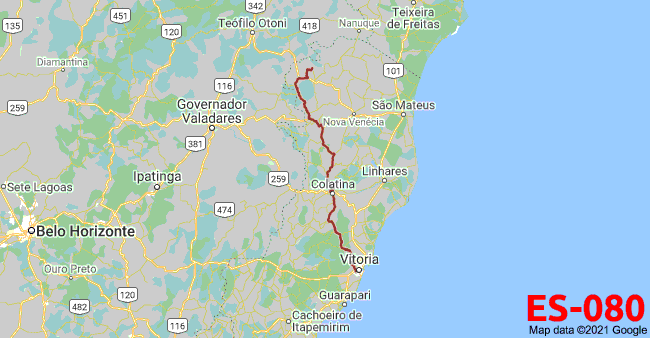 451
418
Teixeira
de Freitas
Nanuque
135
Teófilo Otoni
120
342
Diamantina
101
116
259
Governador
Valadares
São Mateus
Nova Venécia
381
Ipatinga
259
Linhares
Sete Lagoas
Colatina
474
Belo Horizonte
Vitoria
Ouro Preto
120
482
Guarapari
116
Cachoeiro de
Itapemirim
ES-080
Map data ©2021 Google